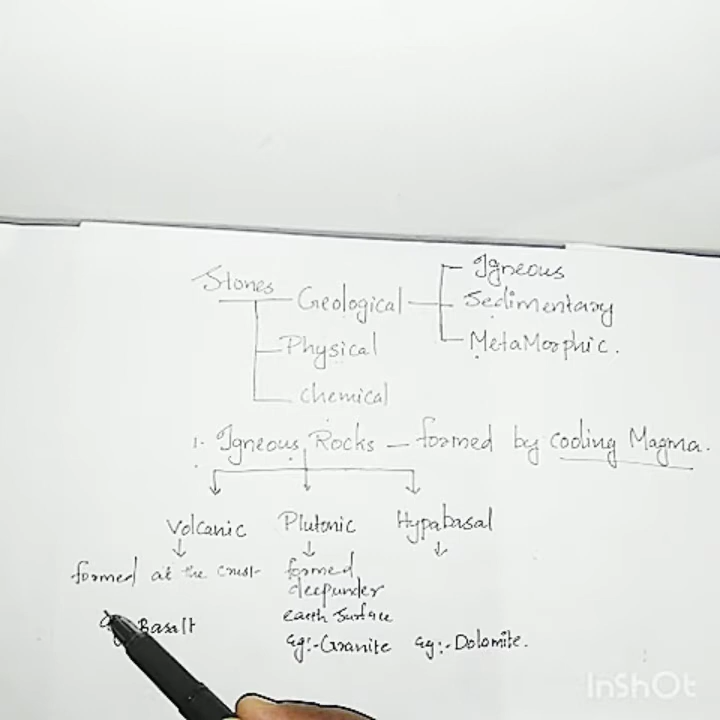 Stones
Geological
Igneous
Sedimentary
MetaMorphic.
Physical
chemical
1. Igneous Rocks – formed by cooling Magma.
Volcanic Plutonic Hypabasal
formed at the crust
formed
deepunder
earth surface
Basalt
eg:-Granite
eg:-Dolomite.
InShOt